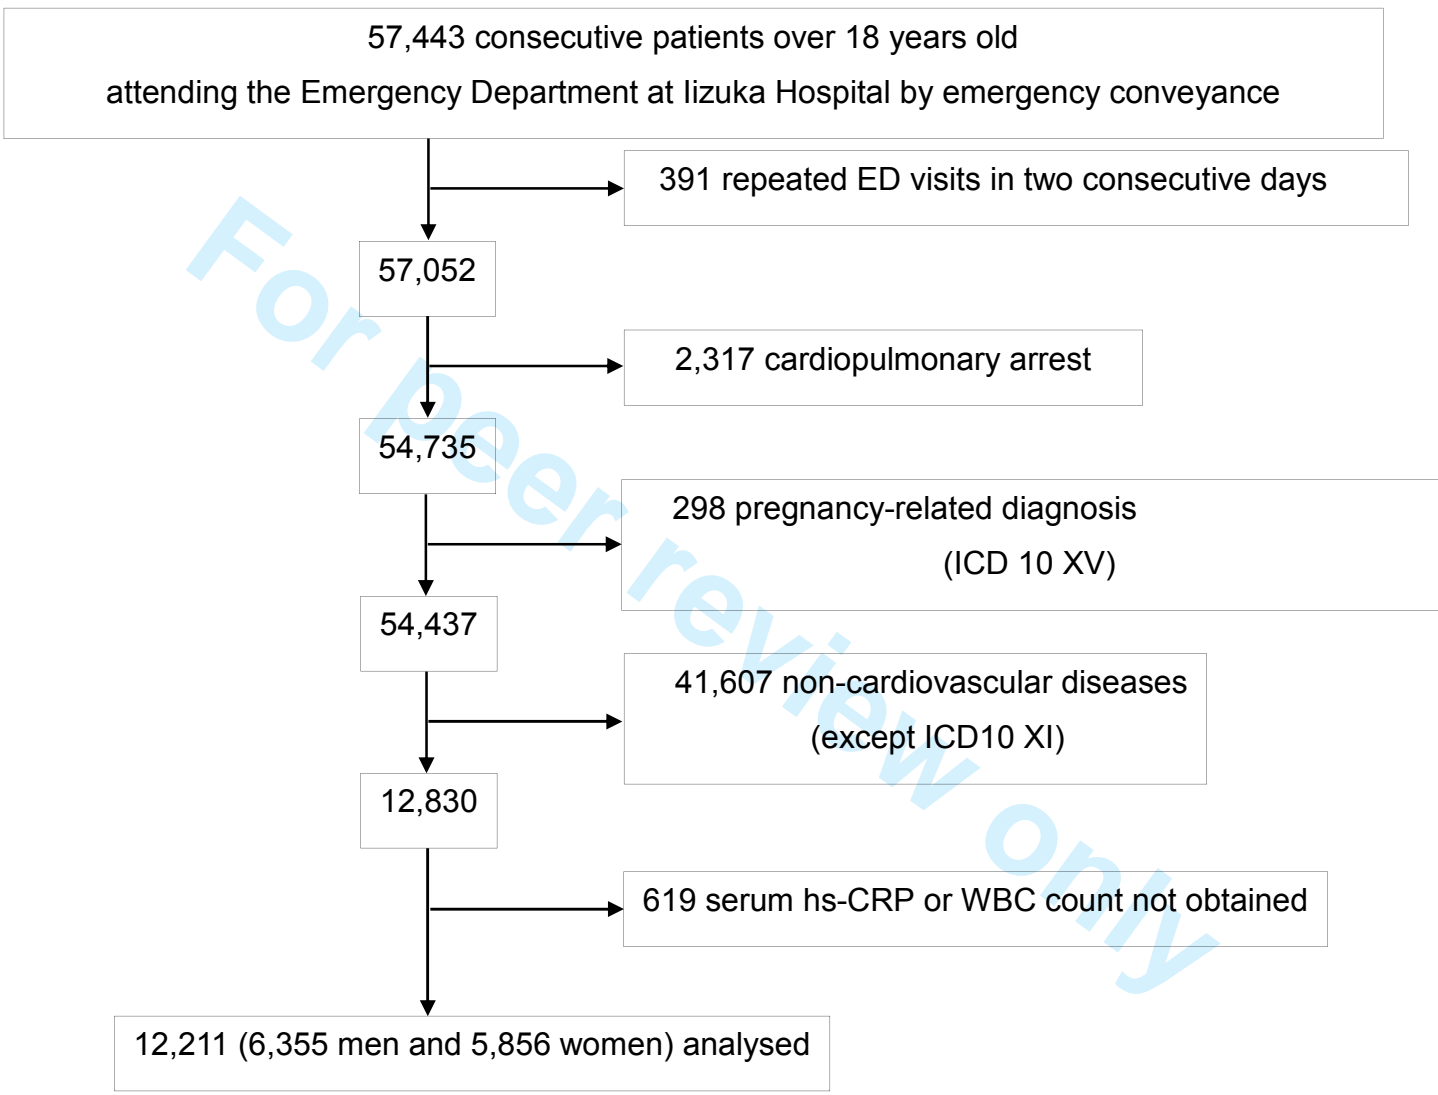 57,443 consecutive patients over 18 years old
attending the Emergency Department at Iizuka Hospital by emergency conveyance
391 repeated ED visits in two consecutive days
57,052
2,317 cardiopulmonary arrest
54,735
298 pregnancy-related diagnosis
(ICD 10 XV)
54,437
41,607 non-cardiovascular diseases
(except ICD10 XI)
12,830
619 serum hs-CRP or WBC count not obtained
12,211 (6,355 men and 5,856 women) analysed
For peer review only